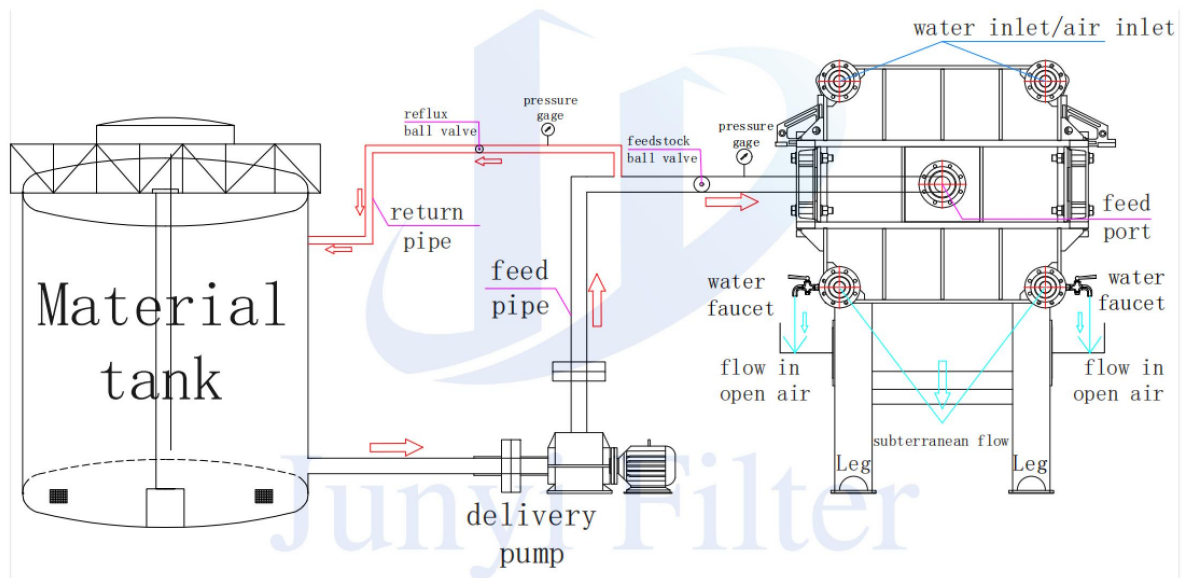 water inlet/air inlet
pressure
gage
reflux
ball valve
pressure
gage
feedstock
ball valve
return
pipe
feed
port
feed
pipe
water
faucet
water
faucet
Material
tank
flow in
open air
flow in
open air
subterranean flow
Leg
Leg
delivery
pump
Junyi Filter